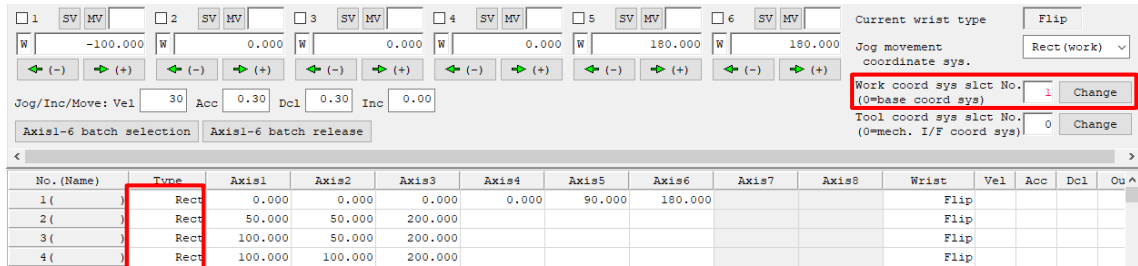 1 SV MV 2 SV MV 3 SV MV 4 SV MV 5 SV MV 6 SV MV Current wrist type Flip
W -100.000 W 0.000 W 0.000 W 0.000 W 180.000 W 180.000 Jog movement coordinate sys. Rect(work)
(-) (+) (-) (+) (-) (+) (-) (+) (-) (+) (-) (+)
Work coord sys slct No. (0=base coord sys) 1 Change
Jog/Inc/Move: Vel 30 Acc 0.30 Dcl 0.30 Inc 0.00
Tool coord sys slct No. (0=mech. I/F coord sys) 0 Change
Axis1-6 batch selection Axis1-6 batch release
No.(Name) Type Axis1 Axis2 Axis3 Axis4 Axis5 Axis6 Axis7 Axis8 Wrist Vel Acc Dcl Ou
1( ) Rect 0.000 0.000 0.000 0.000 90.000 180.000 Flip
2( ) Rect 50.000 50.000 200.000 Flip
3( ) Rect 100.000 50.000 200.000 Flip
4( ) Rect 100.000 100.000 200.000 Flip